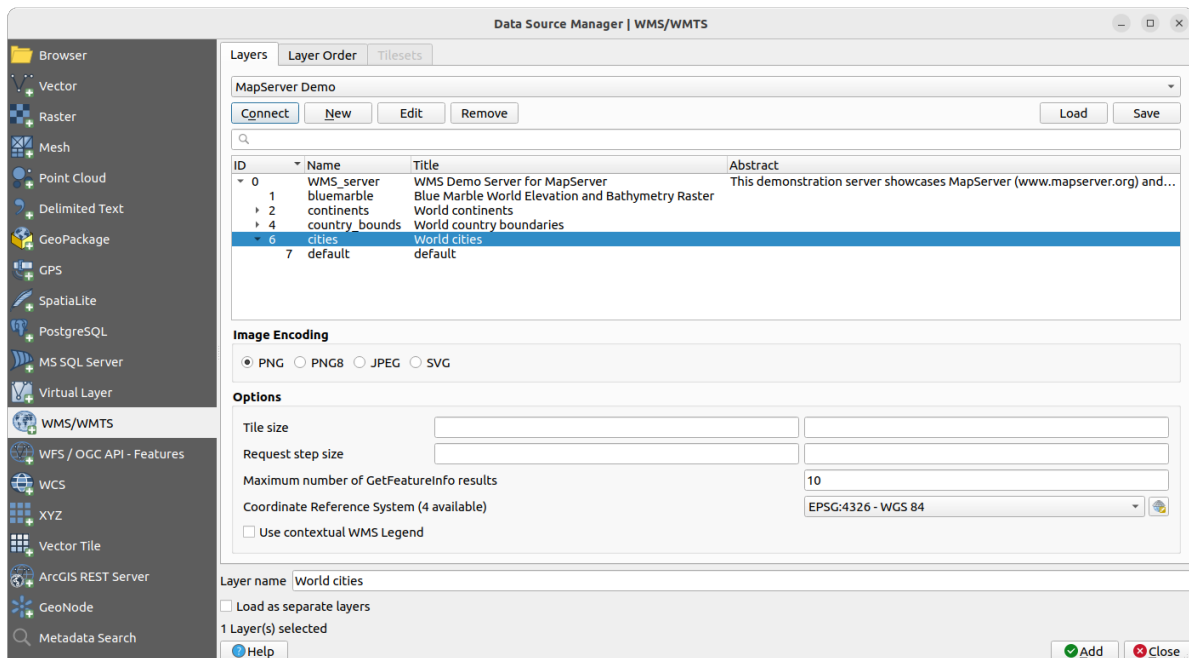 Data Source Manager | WMS/WMTS
Browser
Vector
Raster
Mesh
Point Cloud
Delimited Text
GeoPackage
GPS
SpatiaLite
PostgreSQL
MS SQL Server
Virtual Layer
WMS/WMTS
WFS / OGC API - Features
WCS
XYZ
Vector Tile
ArcGIS REST Server
GeoNode
Metadata Search
Layers Layer Order Tilesets
MapServer Demo
Connect New Edit Remove Load Save
ID Name Title Abstract
0 WMS_server WMS Demo Server for MapServer This demonstration server showcases MapServer (www.mapserver.org) and...
1 bluemarble Blue Marble World Elevation and Bathymetry Raster
2 continents World continents
4 country_bounds World country boundaries
6 cities World cities
7 default default
Image Encoding
PNG PNG8 JPEG SVG
Options
Tile size
Request step size
Maximum number of GetFeatureInfo results 10
Coordinate Reference System (4 available) EPSG:4326 - WGS 84
Use contextual WMS Legend
Layer name World cities
Load as separate layers
1 Layer(s) selected
Help Add Close